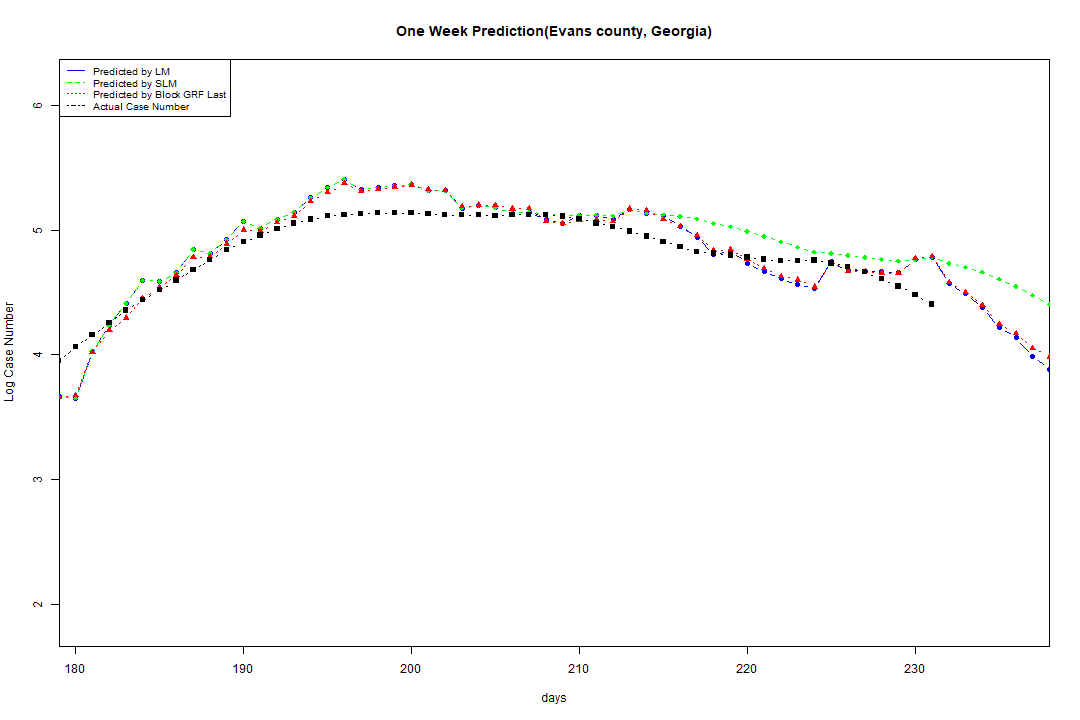 One Week Prediction(Evans county, Georgia)
Predicted by LM
Predicted by SLM
Predicted by Block GRF Last
Actual Case Number
6
5
4
3
2
Log Case Number
180 190 200 210 220 230
days